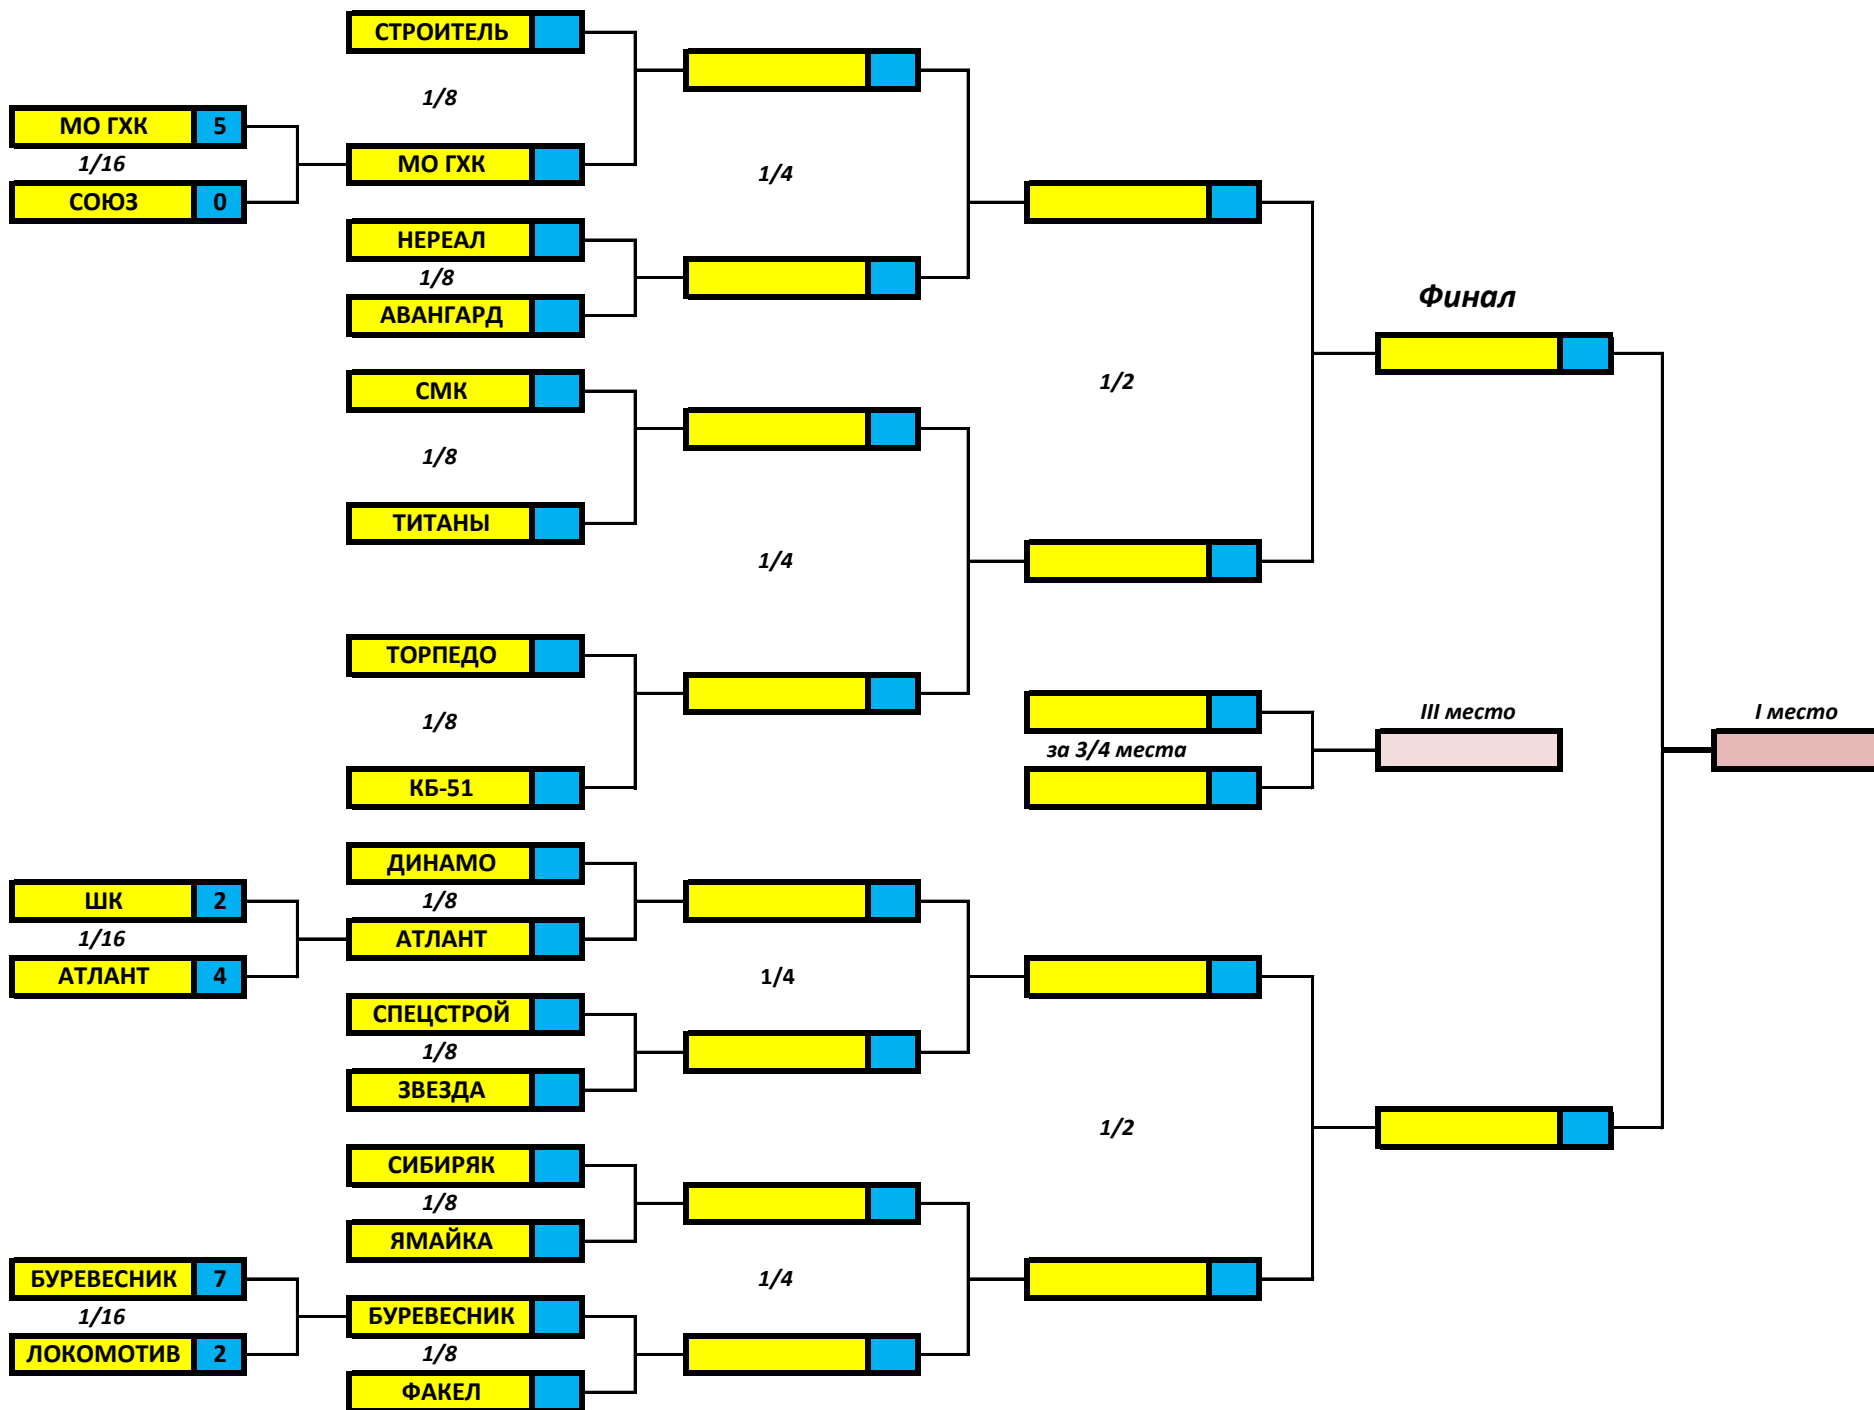 СТРОИТЕЛЬ
1/8
МО ГХК 5
1/16
МО ГХК
1/4
СОЮЗ 0
НЕРЕАЛ
1/8
Финал
АВАНГАРД
СМК
1/2
1/8
ТИТАНЫ
1/4
ТОРПЕДО
1/8
III место
I место
за 3/4 места
КБ-51
ДИНАМО
ШК 2
1/8
1/16
АТЛАНТ
АТЛАНТ 4
1/4
СПЕЦСТРОЙ
1/8
ЗВЕЗДА
1/2
СИБИРЯК
1/8
ЯМАЙКА
БУРЕВЕСНИК 7
1/4
1/16
БУРЕВЕСНИК
ЛОКОМОТИВ 2
1/8
ФАКЕЛ